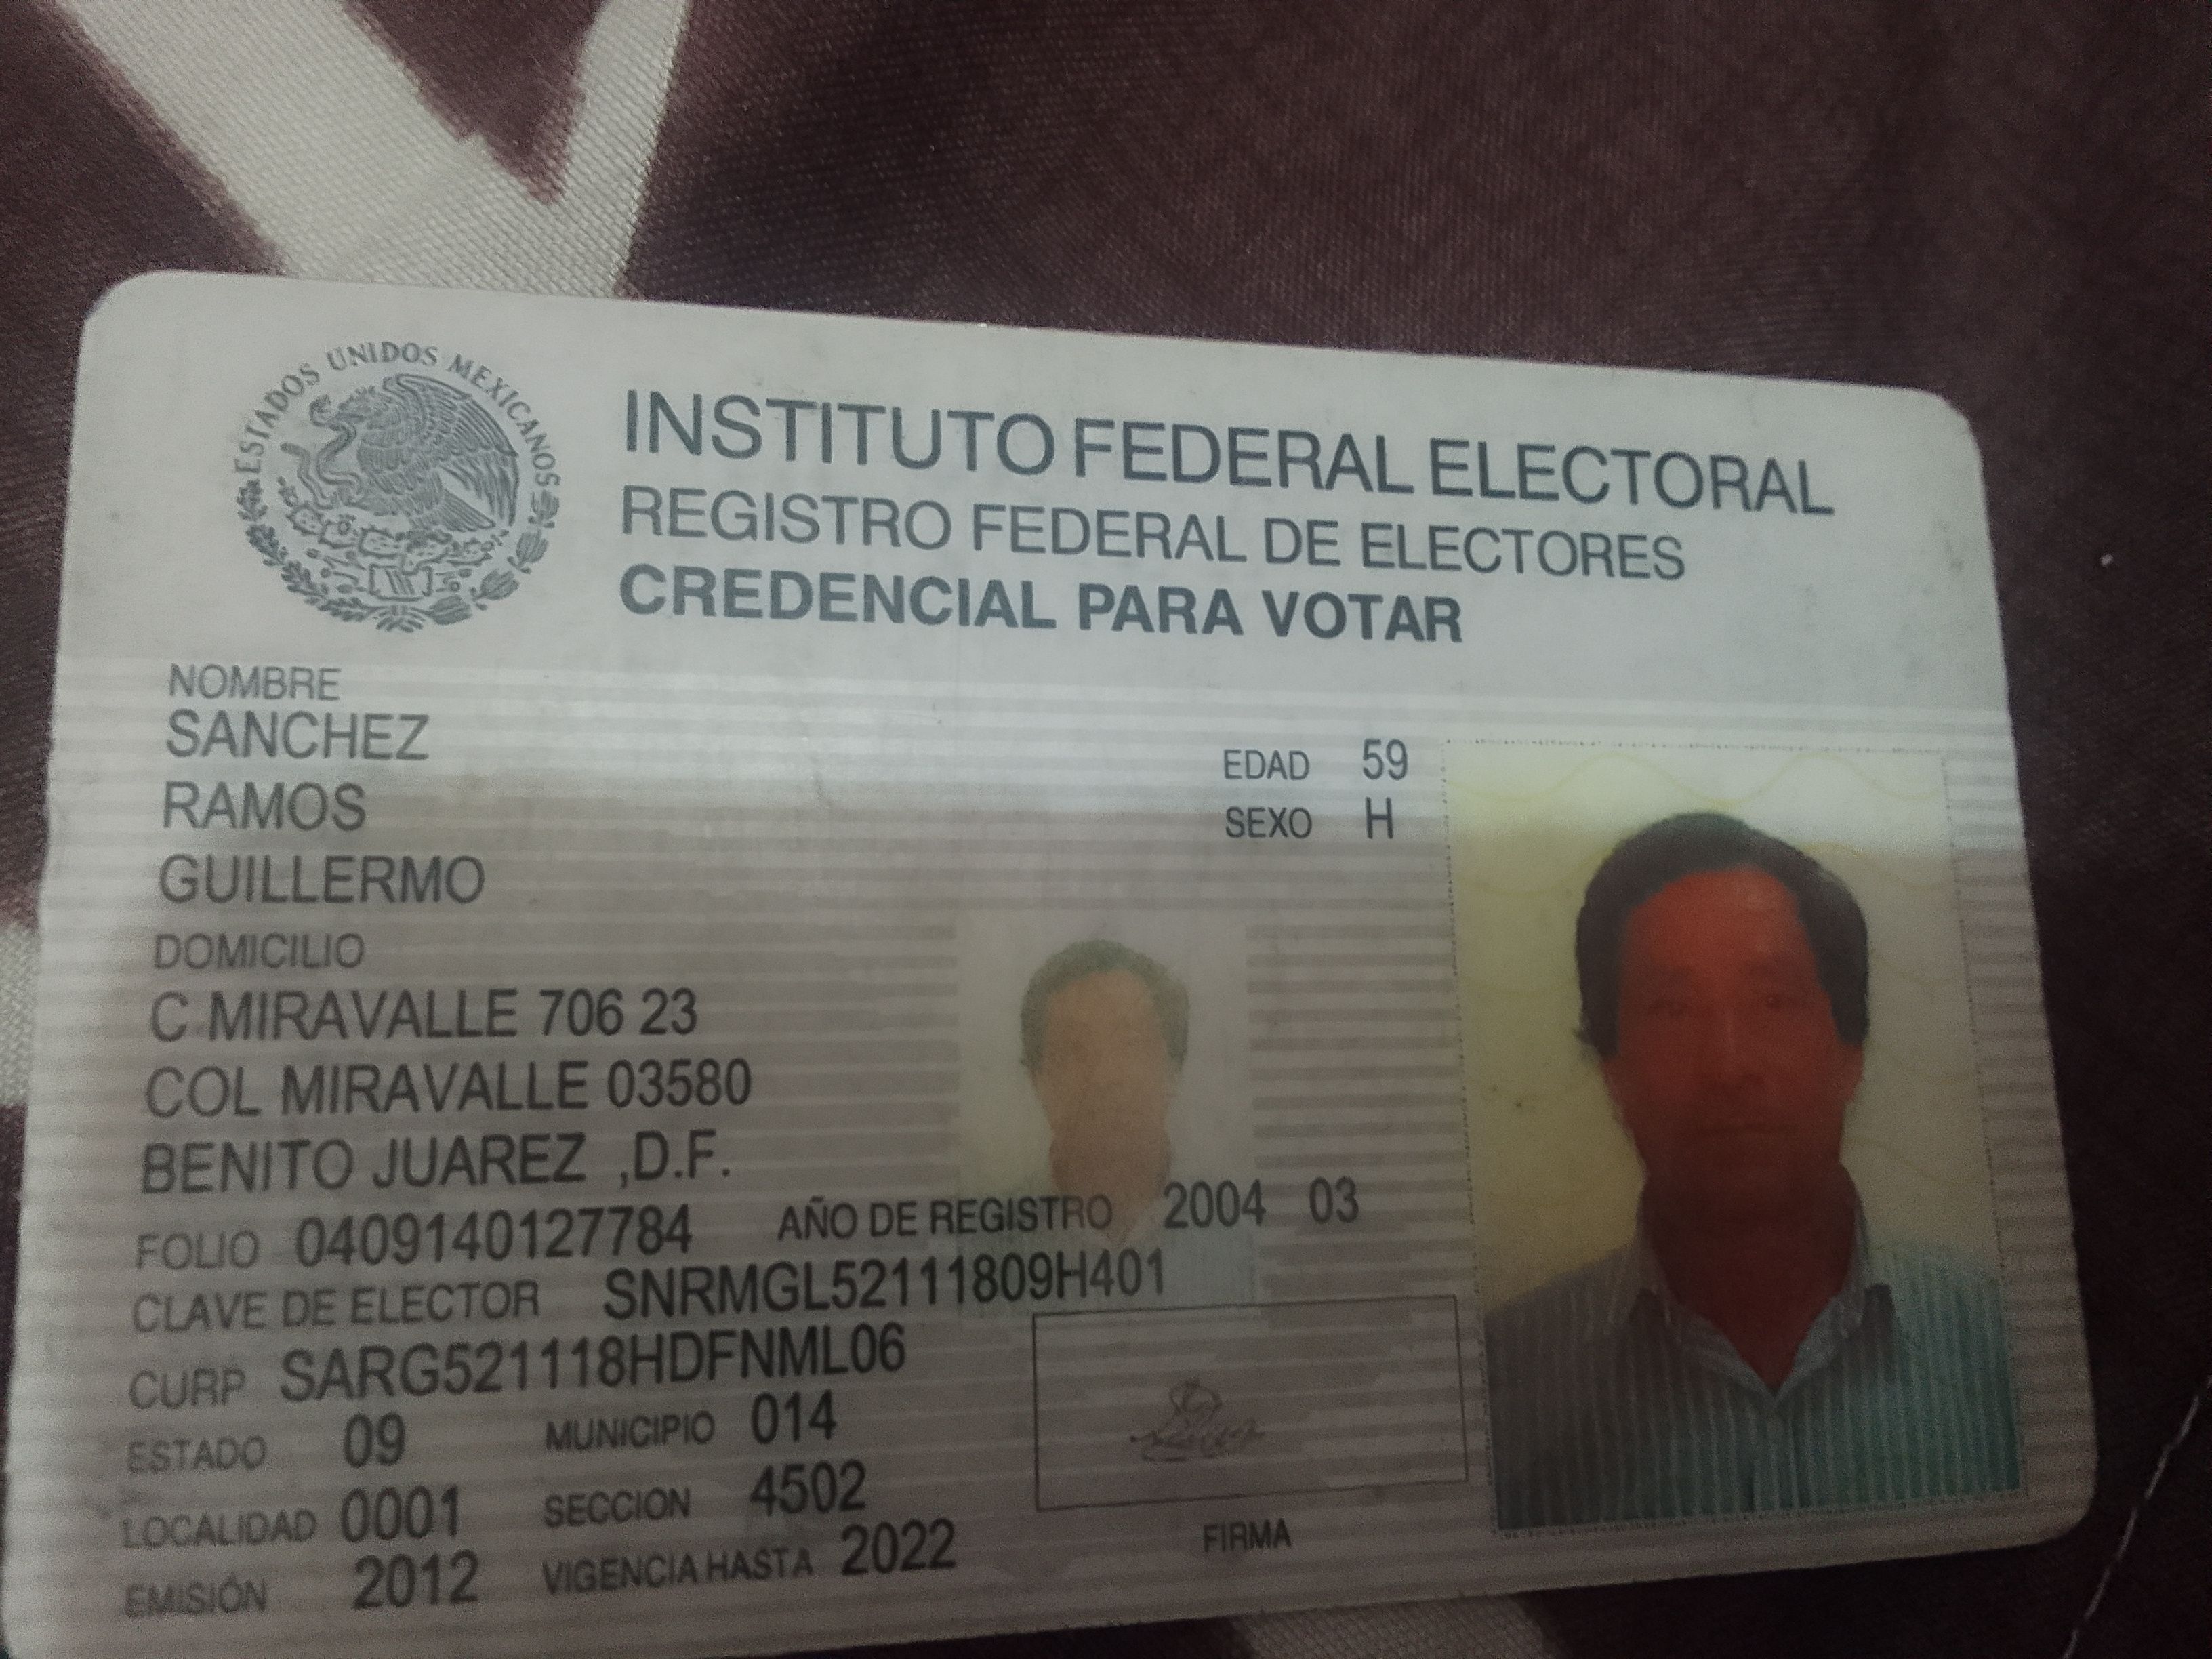 ESTADOS UNIDOS MEXICANOS
INSTITUTO FEDERAL ELECTORAL
REGISTRO FEDERAL DE ELECTORES
CREDENCIAL PARA VOTAR
NOMBRE
SANCHEZ
RAMOS
GUILLERMO
EDAD 59
SEXO H
DOMICILIO
C MIRAVALLE 706 23
COL MIRAVALLE 03580
BENITO JUAREZ ,D.F.
FOLIO 0409140127784 AÑO DE REGISTRO 2004 03
CLAVE DE ELECTOR SNRMGL52111809H401
CURP SARG521118HDFNML06
ESTADO 09 MUNICIPIO 014
LOCALIDAD 0001 SECCION 4502
EMISIÓN 2012 VIGENCIA HASTA 2022
FIRMA